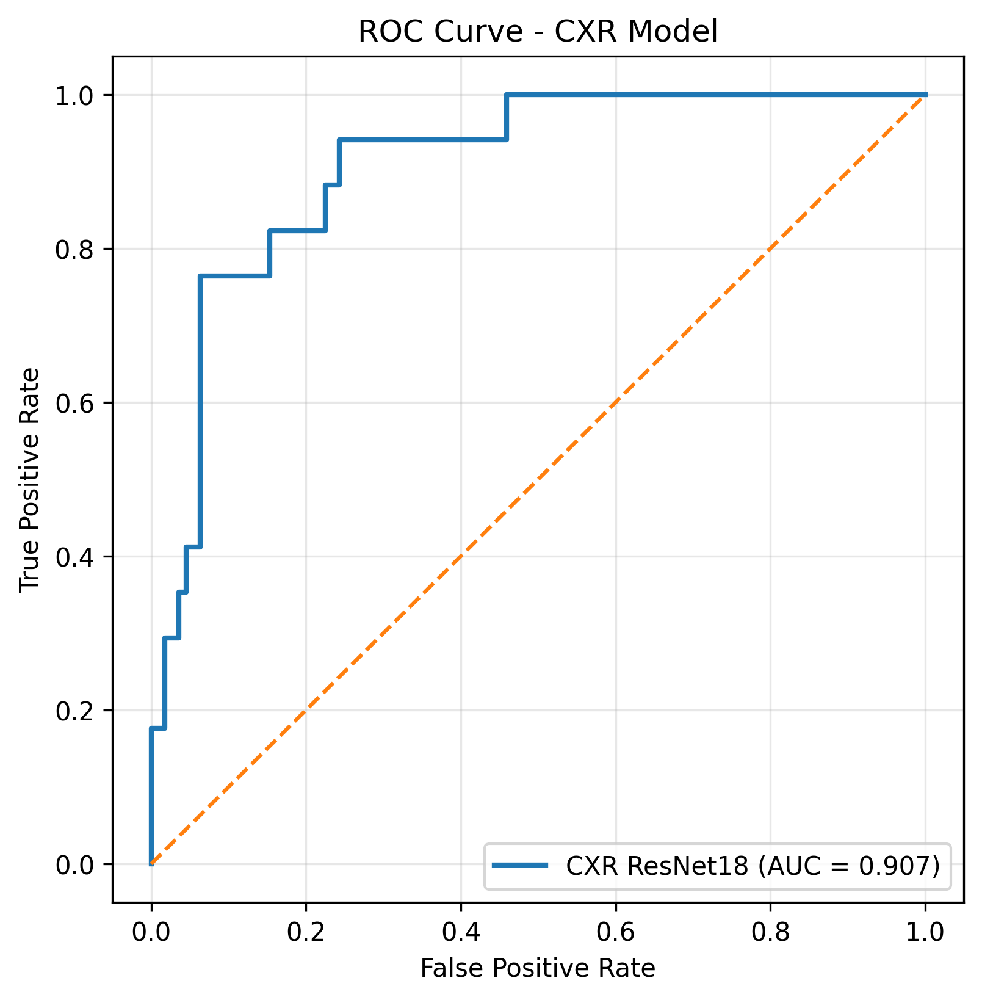 ROC Curve - CXR Model
True Positive Rate
1.0
0.8
0.6
0.4
0.2
0.0
CXR ResNet18 (AUC = 0.907)
0.0 0.2 0.4 0.6 0.8 1.0
False Positive Rate